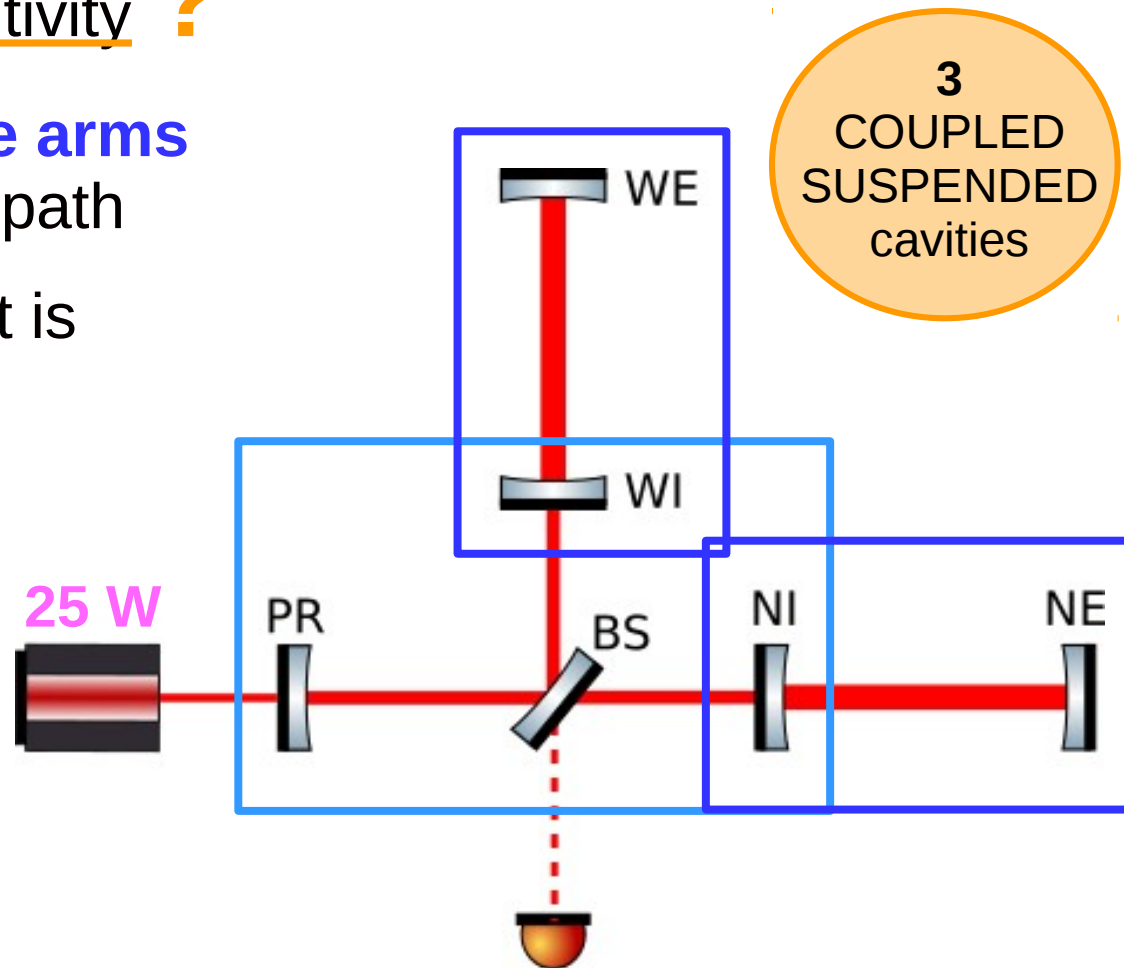 tivity ?
e arms
path
t is
3
COUPLED
SUSPENDED
cavities
WE
WI
25 W
PR
BS
NI
NE